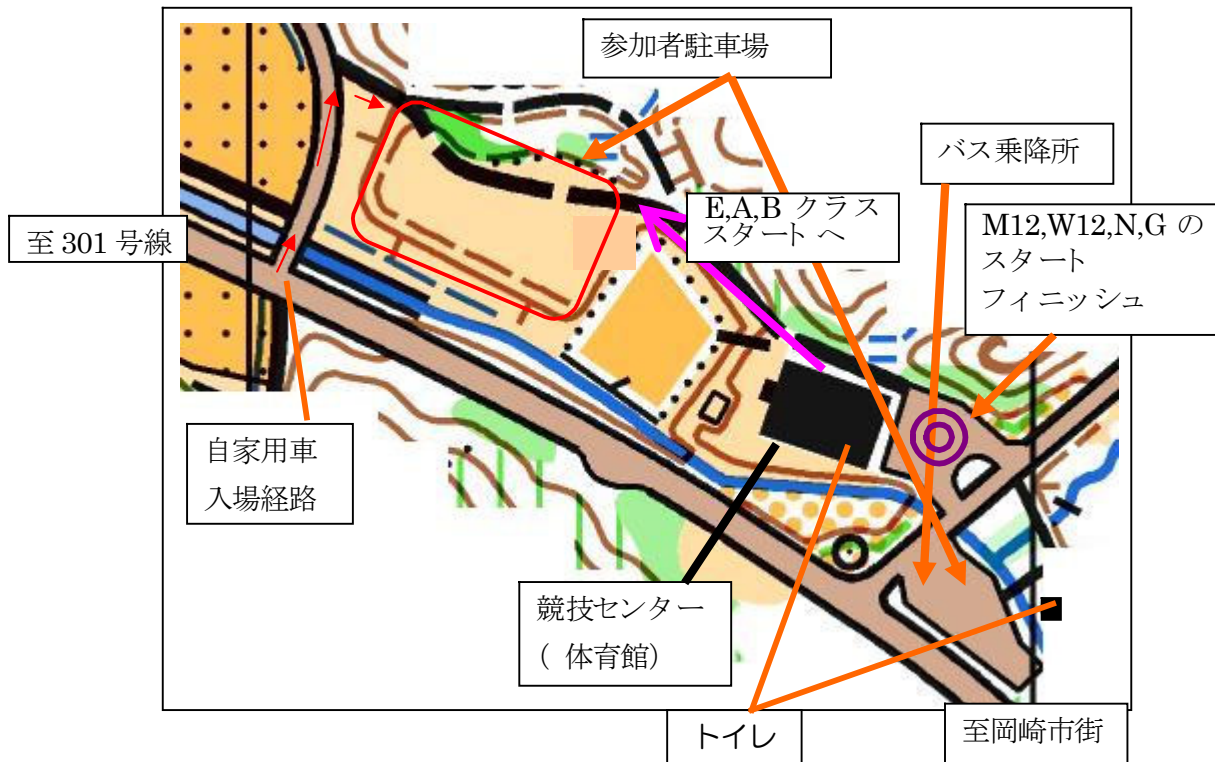 参加者駐車場
バス乗降所
E,A,B クラス
スタート へ
M12,W12,N,G の
スタート
フィニッシュ
至 301 号線
自家用車
入場経路
競技センター
( 体育館)
トイレ
至岡崎市街